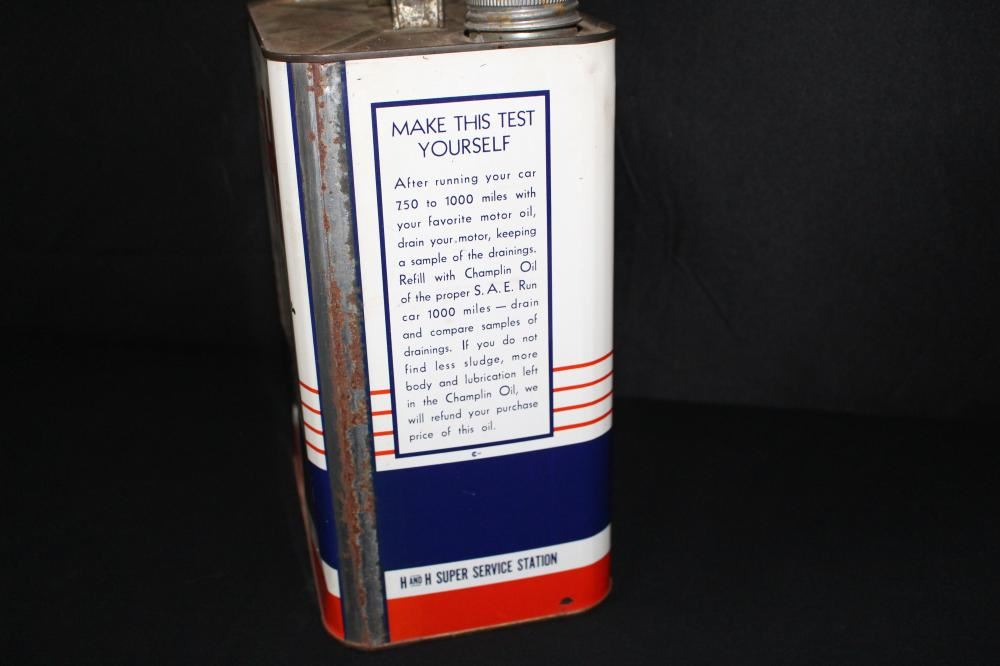 MAKE THIS TEST
YOURSELF
After running your car
750 to 1000 miles with
your favorite motor oil,
drain your motor, keeping
a sample of the drainings.
Refill with Champlin Oil
of the proper S. A. E. Run
car 1000 miles — drain
and compare samples of
drainings. If you do not
find less sludge, more
body and lubrication left
in the Champlin Oil, we
will refund your purchase
price of this oil.
H AND H SUPER SERVICE STATION